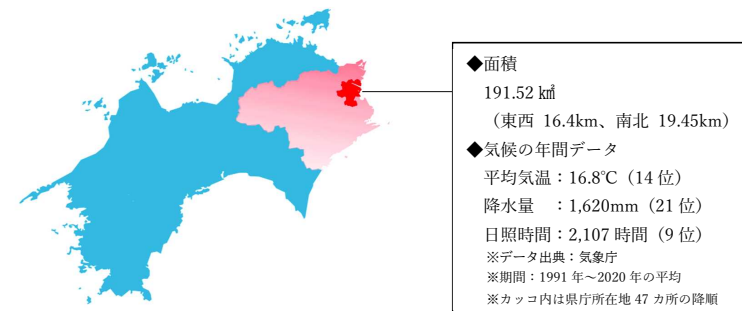 ◆面積
191.52 ㎢
（東西 16.4km、南北 19.45km）
◆気候の年間データ
平均気温：16.8℃（14 位）
降水量　：1,620mm（21 位）
日照時間：2,107 時間（9 位）
※データ出典：気象庁
※期間：1991 年～2020 年の平均
※カッコ内は県庁所在地 47 カ所の降順